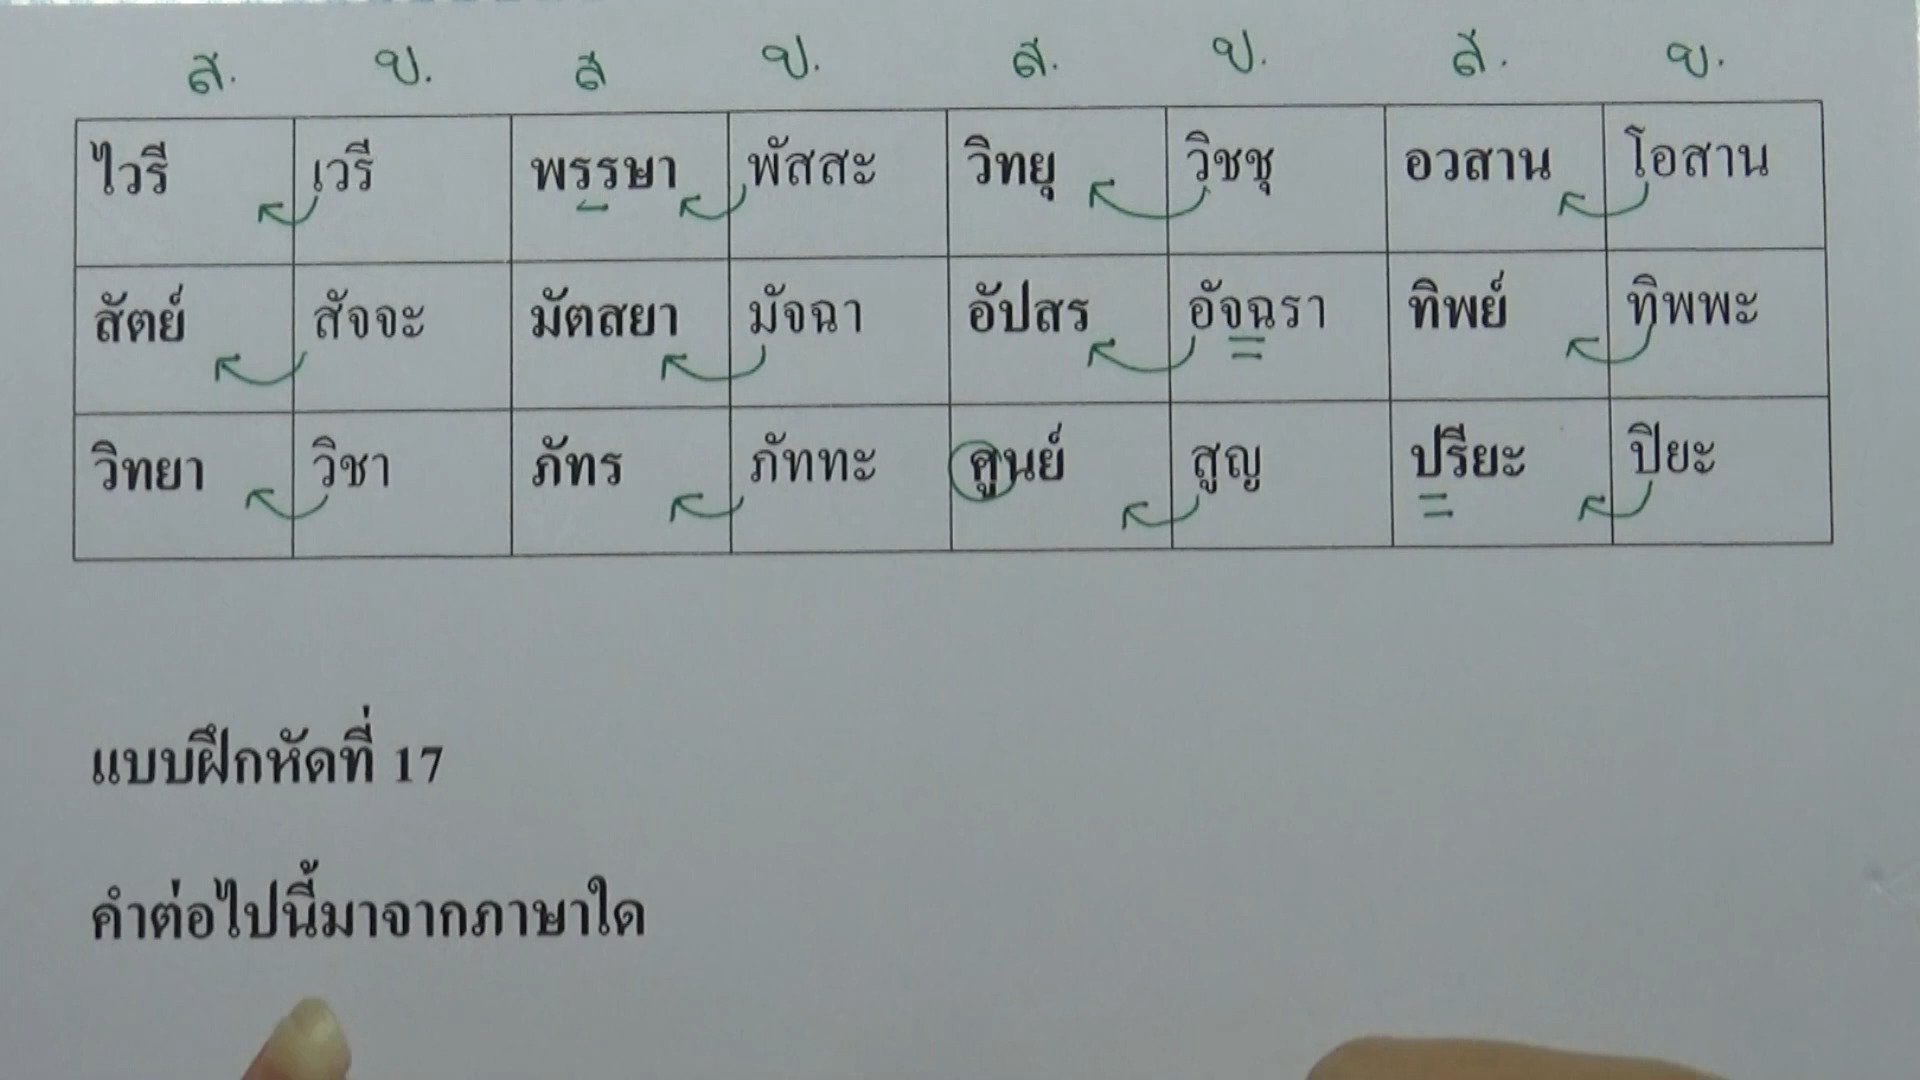 ส. ป. ส ป. ส. ป. ส. ป.
ไวรี เวรี พรรษา พัสสะ วิทยุ วิชชุ อวสาน โอสาน
สัตย์ สัจจะ มัตสยา มัจฉา อัปสร อัจฉรา ทิพย์ ทิพพะ
วิทยา วิชา ภัทร ภัททะ ศูนย์ สูญ ปรียะ ปิยะ
แบบฝึกหัดที่ 17
คำต่อไปนี้มาจากภาษาใด